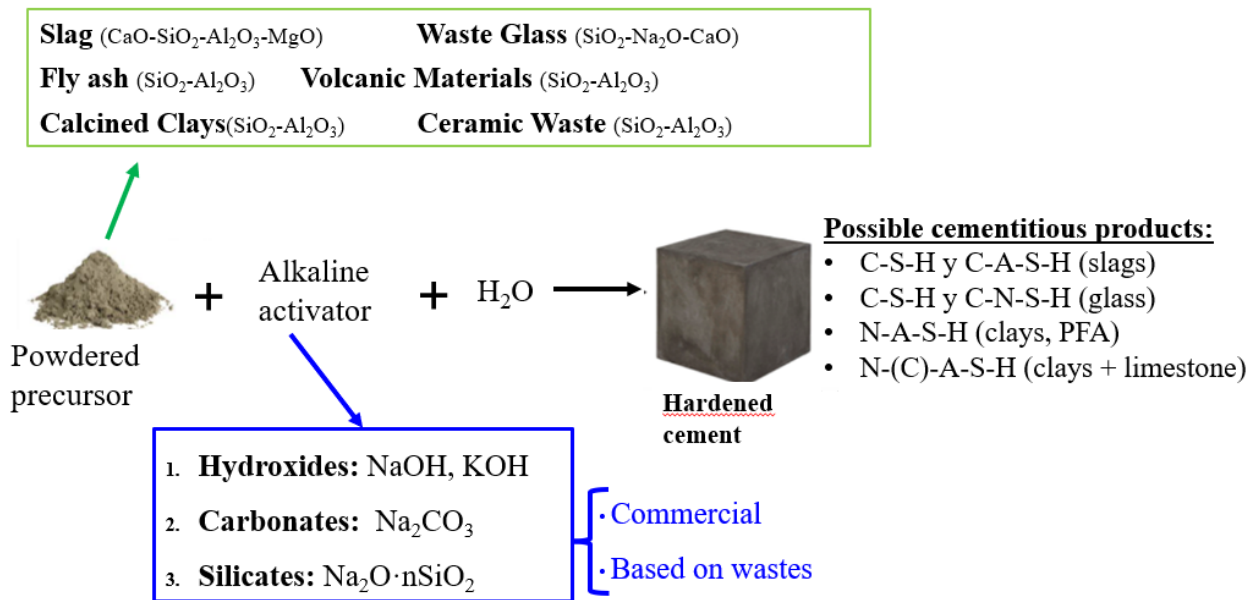 Slag (CaO-SiO₂-Al₂O₃-MgO) Waste Glass (SiO₂-Na₂O-CaO)
Fly ash (SiO₂-Al₂O₃) Volcanic Materials (SiO₂-Al₂O₃)
Calcined Clays(SiO₂-Al₂O₃) Ceramic Waste (SiO₂-Al₂O₃)
Powdered
precursor
+
Alkaline
activator
+
H₂O
Hardened
cement
Possible cementitious products:
• C-S-H y C-A-S-H (slags)
• C-S-H y C-N-S-H (glass)
• N-A-S-H (clays, PFA)
• N-(C)-A-S-H (clays + limestone)
1. Hydroxides: NaOH, KOH
2. Carbonates: Na₂CO₃
3. Silicates: Na₂O·nSiO₂
· Commercial
· Based on wastes